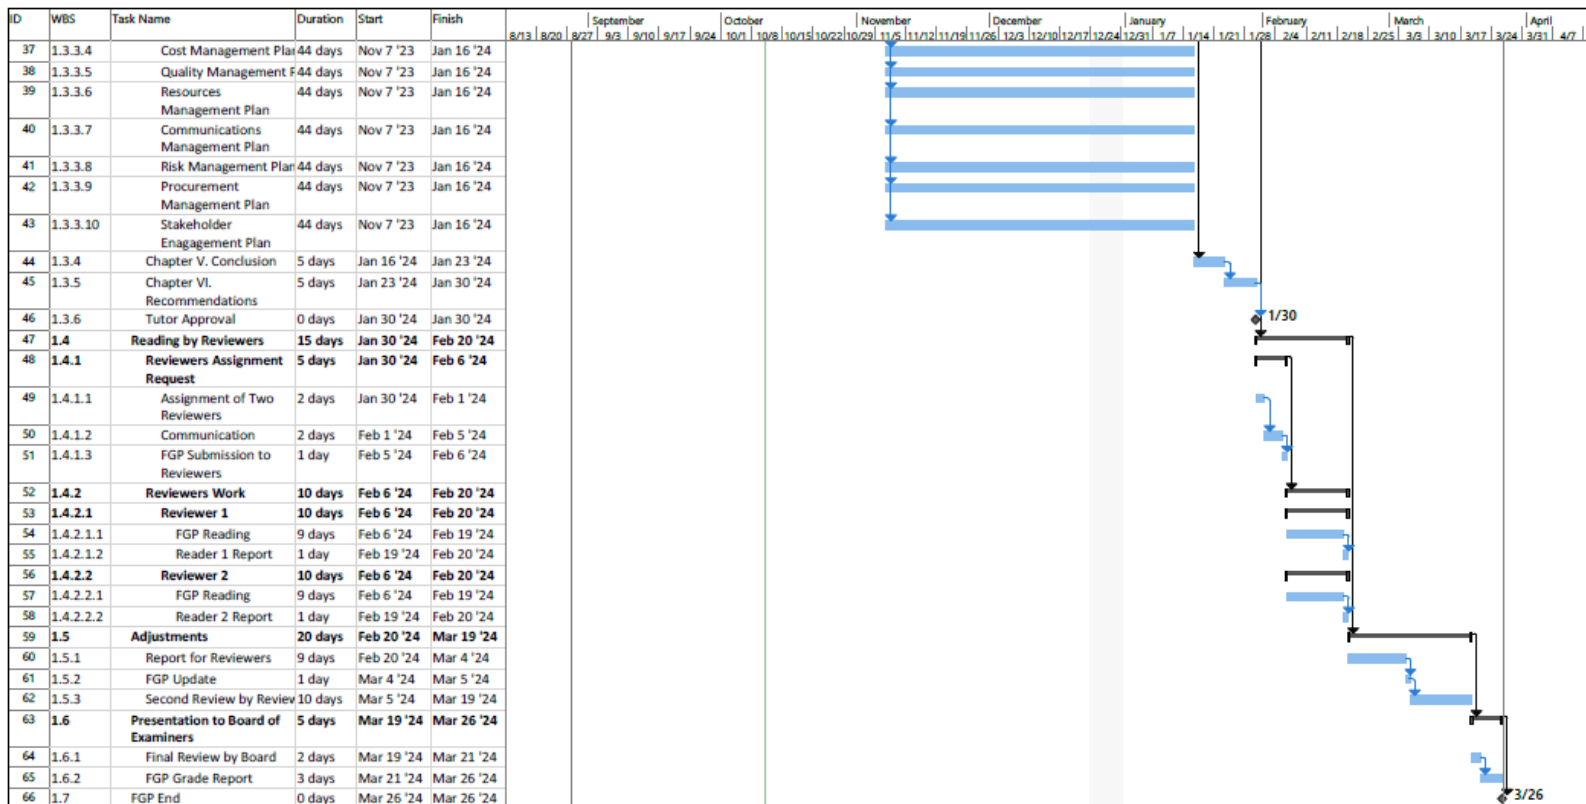 ID WBS Task Name Duration Start Finish
September October November December January February March April
8/13 8/20 8/27 9/3 9/10 9/17 9/24 10/1 10/8 10/15 10/22 10/29 11/5 11/12 11/19 11/26 12/3 12/10 12/17 12/24 12/31 1/7 1/14 1/21 1/28 2/4 2/11 2/18 2/25 3/3 3/10 3/17 3/24 3/31 4/7
37 1.3.3.4 Cost Management Plan 44 days Nov 7 '23 Jan 16 '24
38 1.3.3.5 Quality Management P 44 days Nov 7 '23 Jan 16 '24
39 1.3.3.6 Resources 44 days Nov 7 '23 Jan 16 '24
Management Plan
40 1.3.3.7 Communications 44 days Nov 7 '23 Jan 16 '24
Management Plan
41 1.3.3.8 Risk Management Plan 44 days Nov 7 '23 Jan 16 '24
42 1.3.3.9 Procurement 44 days Nov 7 '23 Jan 16 '24
Management Plan
43 1.3.3.10 Stakeholder 44 days Nov 7 '23 Jan 16 '24
Enagagement Plan
44 1.3.4 Chapter V. Conclusion 5 days Jan 16 '24 Jan 23 '24
45 1.3.5 Chapter VI. 5 days Jan 23 '24 Jan 30 '24
Recommendations
46 1.3.6 Tutor Approval 0 days Jan 30 '24 Jan 30 '24 1/30
47 1.4 Reading by Reviewers 15 days Jan 30 '24 Feb 20 '24
48 1.4.1 Reviewers Assignment 5 days Jan 30 '24 Feb 6 '24
Request
49 1.4.1.1 Assignment of Two 2 days Jan 30 '24 Feb 1 '24
Reviewers
50 1.4.1.2 Communication 2 days Feb 1 '24 Feb 5 '24
51 1.4.1.3 FGP Submission to 1 day Feb 5 '24 Feb 6 '24
Reviewers
52 1.4.2 Reviewers Work 10 days Feb 6 '24 Feb 20 '24
53 1.4.2.1 Reviewer 1 10 days Feb 6 '24 Feb 20 '24
54 1.4.2.1.1 FGP Reading 9 days Feb 6 '24 Feb 19 '24
55 1.4.2.1.2 Reader 1 Report 1 day Feb 19 '24 Feb 20 '24
56 1.4.2.2 Reviewer 2 10 days Feb 6 '24 Feb 20 '24
57 1.4.2.2.1 FGP Reading 9 days Feb 6 '24 Feb 19 '24
58 1.4.2.2.2 Reader 2 Report 1 day Feb 19 '24 Feb 20 '24
59 1.5 Adjustments 20 days Feb 20 '24 Mar 19 '24
60 1.5.1 Report for Reviewers 9 days Feb 20 '24 Mar 4 '24
61 1.5.2 FGP Update 1 day Mar 4 '24 Mar 5 '24
62 1.5.3 Second Review by Review 10 days Mar 5 '24 Mar 19 '24
63 1.6 Presentation to Board of 5 days Mar 19 '24 Mar 26 '24
Examiners
64 1.6.1 Final Review by Board 2 days Mar 19 '24 Mar 21 '24
65 1.6.2 FGP Grade Report 3 days Mar 21 '24 Mar 26 '24
66 1.7 FGP End 0 days Mar 26 '24 Mar 26 '24 3/26